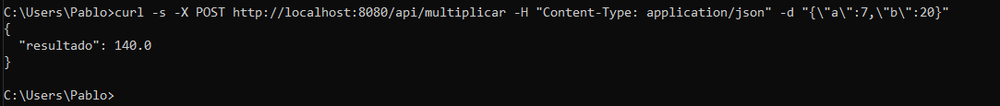 C:\Users\Pablo>curl -s -X POST http://localhost:8080/api/multiplicar -H "Content-Type: application/json" -d "{\"a\":7,\"b\":20}"
{
  "resultado": 140.0
}
C:\Users\Pablo>